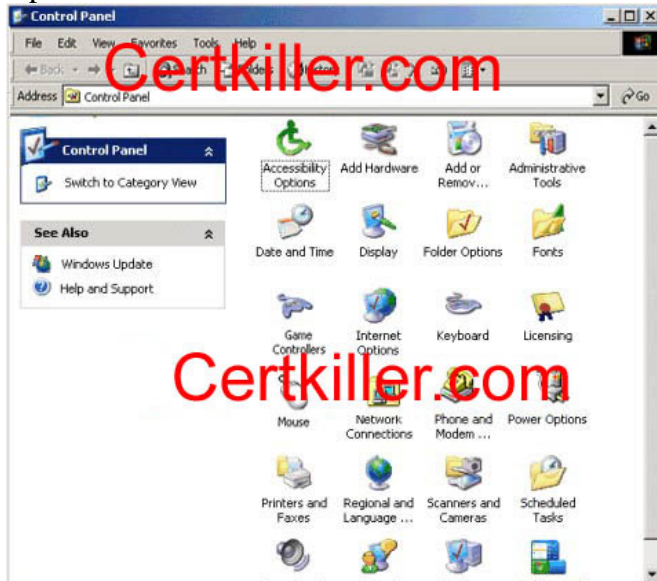 Control Panel
File Edit View Favorites Tools Help
Certkiller.com
Back Search Folders History
Address Control Panel Go
Control Panel
Switch to Category View
See Also
Windows Update
Help and Support
Accessibility Options
Add Hardware
Add or Remov...
Administrative Tools
Date and Time
Display
Folder Options
Fonts
Game Controllers
Internet Options
Keyboard
Licensing
Certkiller.com
Mouse
Network Connections
Phone and Modem ...
Power Options
Printers and Faxes
Regional and Language ...
Scanners and Cameras
Scheduled Tasks